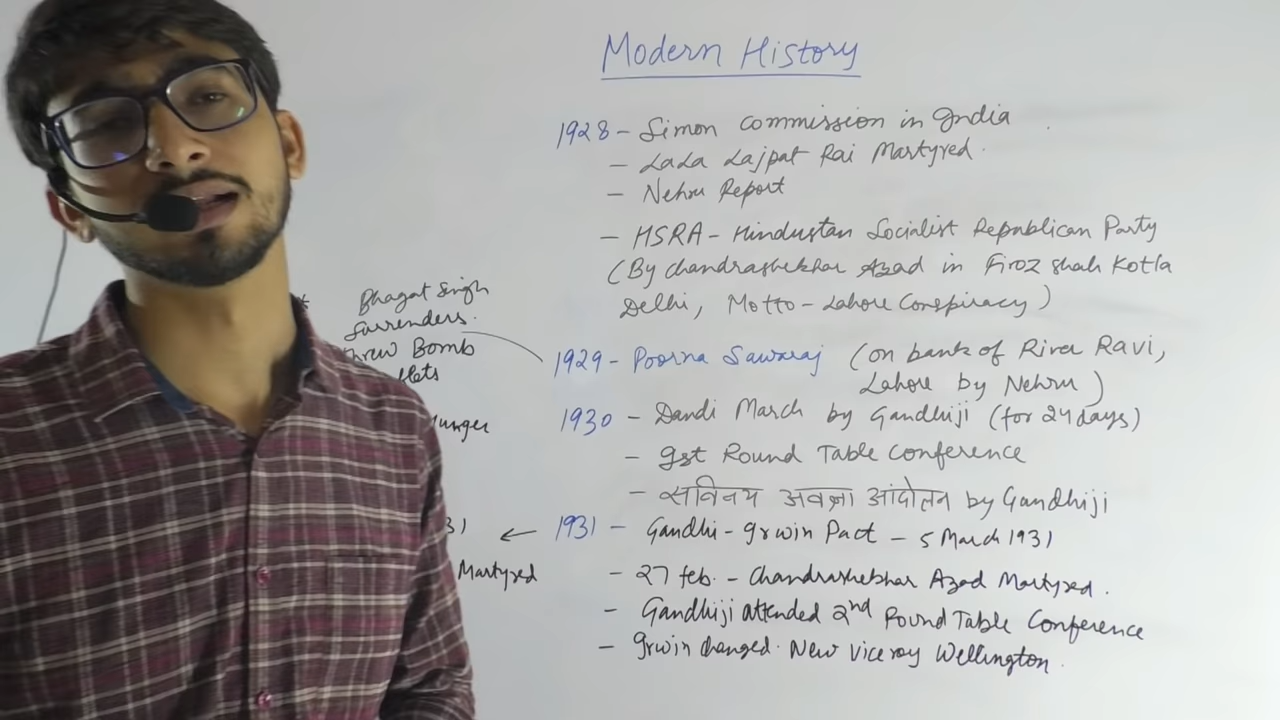 Modern History
1928 - Simon commission in India
- LaLa Lajpat Rai Martyred.
- Nehru Report
- HSRA - Hindustan Socialist Republican Party
(By chandrashekhar Azad in Firoz shah Kotla
Delhi, Motto - Lahore Conspiracy)
Bhagat Singh
Surrenders.
Bomb
1929 - Poorna Sawaraj (on bank of River Ravi,
Lahore by Nehru)
1930 - Dandi March by Gandhiji (for 24 days)
- Ist Round Table Conference
- सविनय अवज्ञा आंदोलन by Gandhiji
1931 - Gandhi - Irwin Pact - 5 March 1931
Martyred
- 27 feb. - Chandrashekhar Azad Martyred.
- Gandhiji attended 2nd Round Table Conference
- Irwin changed. New viceroy Wellington.